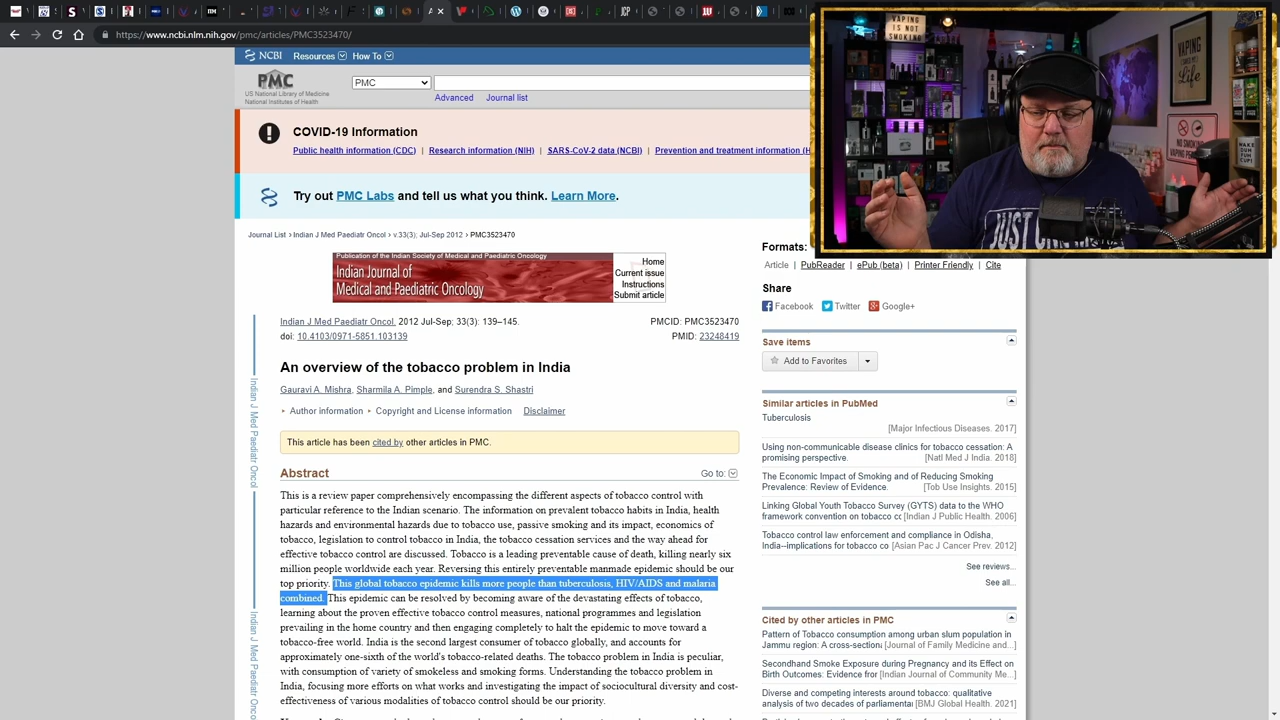 https://www.ncbi.nlm.nih.gov/pmc/articles/PMC3523470/
NCBI Resources How To
PMC
US National Library of Medicine
National Institutes of Health
PMC
Advanced Journal list
COVID-19 Information
Public health information (CDC) | Research information (NIH) | SARS-CoV-2 data (NCBI) | Prevention and treatment information (H
Try out PMC Labs and tell us what you think. Learn More.
Journal List > Indian J Med Paediatr Oncol > v.33(3); Jul-Sep 2012 > PMC3523470
Publication of the Indian Society of Medical and Paediatric Oncology
Indian Journal of
Medical and Paediatric Oncology
Home
Current issue
Instructions
Submit article
Indian J Med Paediatr Oncol. 2012 Jul-Sep; 33(3): 139–145.
PMCID: PMC3523470
doi: 10.4103/0971-5851.103139
PMID: 23248419
An overview of the tobacco problem in India
Gauravi A. Mishra, Sharmila A. Pimple, and Surendra S. Shastri
Author information Copyright and License information Disclaimer
This article has been cited by other articles in PMC.
Abstract
Go to:
This is a review paper comprehensively encompassing the different aspects of tobacco control with
particular reference to the Indian scenario. The information on prevalent tobacco habits in India, health
hazards and environmental hazards due to tobacco use, passive smoking and its impact, economics of
tobacco, legislation to control tobacco in India, the tobacco cessation services and the way ahead for
effective tobacco control are discussed. Tobacco is a leading preventable cause of death, killing nearly six
million people worldwide each year. Reversing this entirely preventable manmade epidemic should be our
top priority. This global tobacco epidemic kills more people than tuberculosis, HIV/AIDS and malaria
combined. This epidemic can be resolved by becoming aware of the devastating effects of tobacco,
learning about the proven effective tobacco control measures, national programmes and legislation
prevailing in the home country and then engaging completely to halt the epidemic to move toward a
tobacco-free world. India is the second largest consumer of tobacco globally, and accounts for
approximately one-sixth of the world's tobacco-related deaths. The tobacco problem in India is peculiar,
with consumption of variety of smokeless and smoking forms. Understanding the tobacco problem in
India, focusing more efforts on what works and investigating the impact of sociocultural diversity and cost-
effectiveness of various modalities of tobacco control should be our priority.
Indian J Med Paediatr Oncol
Indian J Med Paediatr Oncol
Indian J Med Paediatr Onco
Formats:
Article | PubReader | ePub (beta) | Printer Friendly | Cite
Share
Facebook Twitter Google+
Save items
Add to Favorites
Similar articles in PubMed
Tuberculosis
[Major Infectious Diseases. 2017]
Using non-communicable disease clinics for tobacco cessation: A
promising perspective. [Natl Med J India. 2018]
The Economic Impact of Smoking and of Reducing Smoking
Prevalence: Review of Evidence. [Tob Use Insights. 2015]
Linking Global Youth Tobacco Survey (GYTS) data to the WHO
framework convention on tobacco cc [Indian J Public Health. 2006]
Tobacco control law enforcement and compliance in Odisha,
India--implications for tobacco co [Asian Pac J Cancer Prev. 2012]
See reviews...
See all...
Cited by other articles in PMC
Pattern of Tobacco consumption among urban slum population in
Jammu region: A cross-sectiona [Journal of Family Medicine and...]
Secondhand Smoke Exposure during Pregnancy and its Effect on
Birth Outcomes: Evidence fror [Indian Journal of Community Me...]
Diverse and competing interests around tobacco: qualitative
analysis of two decades of parliamentar [BMJ Global Health. 2021]
VAPING
IS NOT
SMOKING
VAPING
Life
NO SMOKING
VAPING
WAKE
DUH
YUH
CUP!
JUST